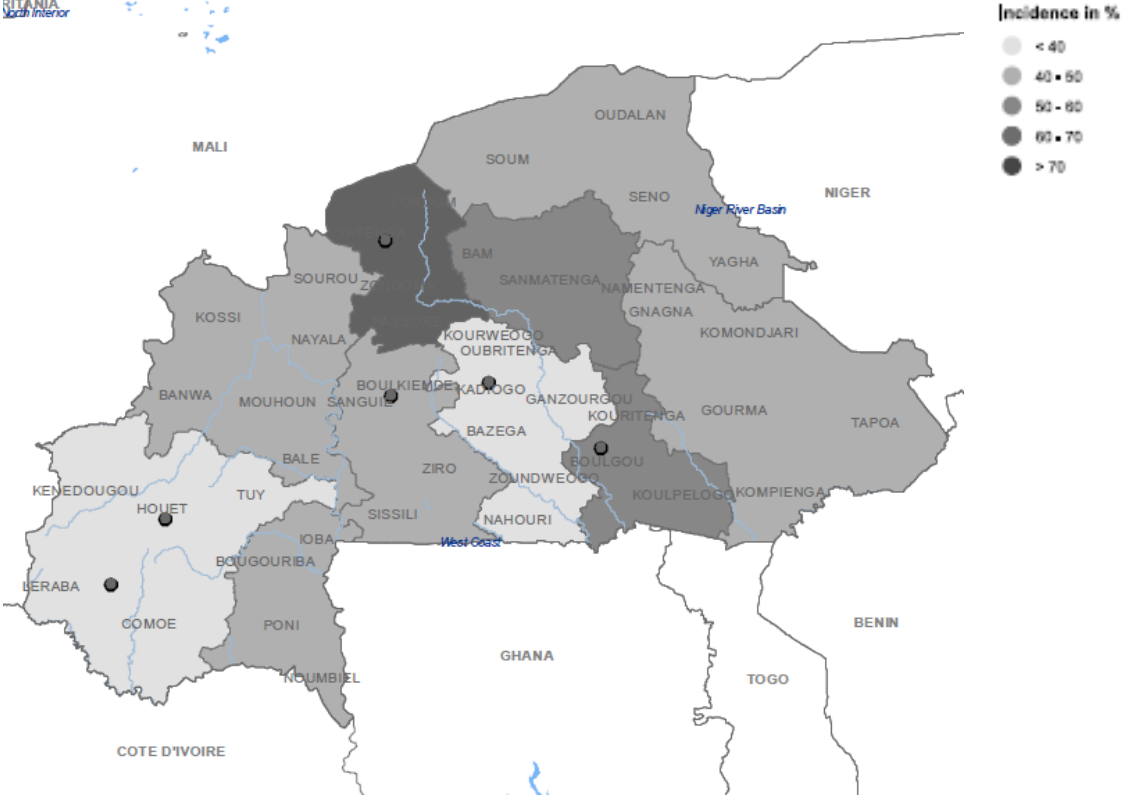 RITANIA
North Interior
Incidence in %
< 40
40 - 50
50 - 60
60 - 70
> 70
OUDALAN
MALI
SOUM
NIGER
SENO
Niger River Basin
BAM
YAGHA
SOUROU
SANMATENGA
NAMENTENGA
GNAGNA
KOSSI
KOMONDJARI
NAYALA
KOURWEOGO
OUBRITENGA
BOULKIEMDE
KADIOGO
BANWA
MOUHOUN
SANGUIE
GANZOURGOU
KOURITENGA
GOURMA
TAPOA
BAZEGA
BALE
ZIRO
BOULGOU
ZOUNDWEOGO
KENEDOUGOU
TUY
KOULPELOGO
KOMPIENGA
HOUET
SISSILI
NAHOURI
IOBA
West Coast
BOUGOURIBA
LERABA
COMOE
PONI
BENIN
GHANA
NOUMBIEL
TOGO
COTE D'IVOIRE